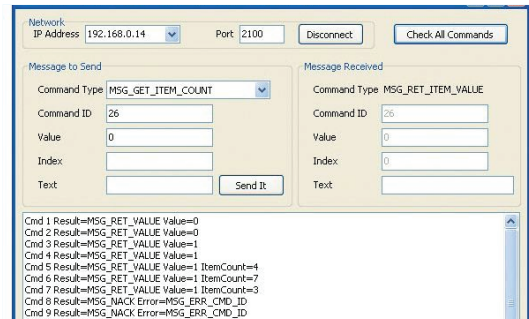 Network
IP Address 192.168.0.14 Port 2100 Disconnect Check All Commands
Message to Send Message Received
Command Type MSG_GET_ITEM_COUNT Command Type MSG_RET_ITEM_VALUE
Command ID 26 Command ID 26
Value 0 Value 0
Index Index 0
Text Send It Text
Cmd 1 Result=MSG_RET_VALUE Value=0
Cmd 2 Result=MSG_RET_VALUE Value=0
Cmd 3 Result=MSG_RET_VALUE Value=1
Cmd 4 Result=MSG_RET_VALUE Value=1
Cmd 5 Result=MSG_RET_VALUE Value=1 ItemCount=4
Cmd 6 Result=MSG_RET_VALUE Value=1 ItemCount=7
Cmd 7 Result=MSG_RET_VALUE Value=1 ItemCount=3
Cmd 8 Result=MSG_NACK Error=MSG_ERR_CMD_ID
Cmd 9 Result=MSG_NACK Error=MSG_ERR_CMD_ID